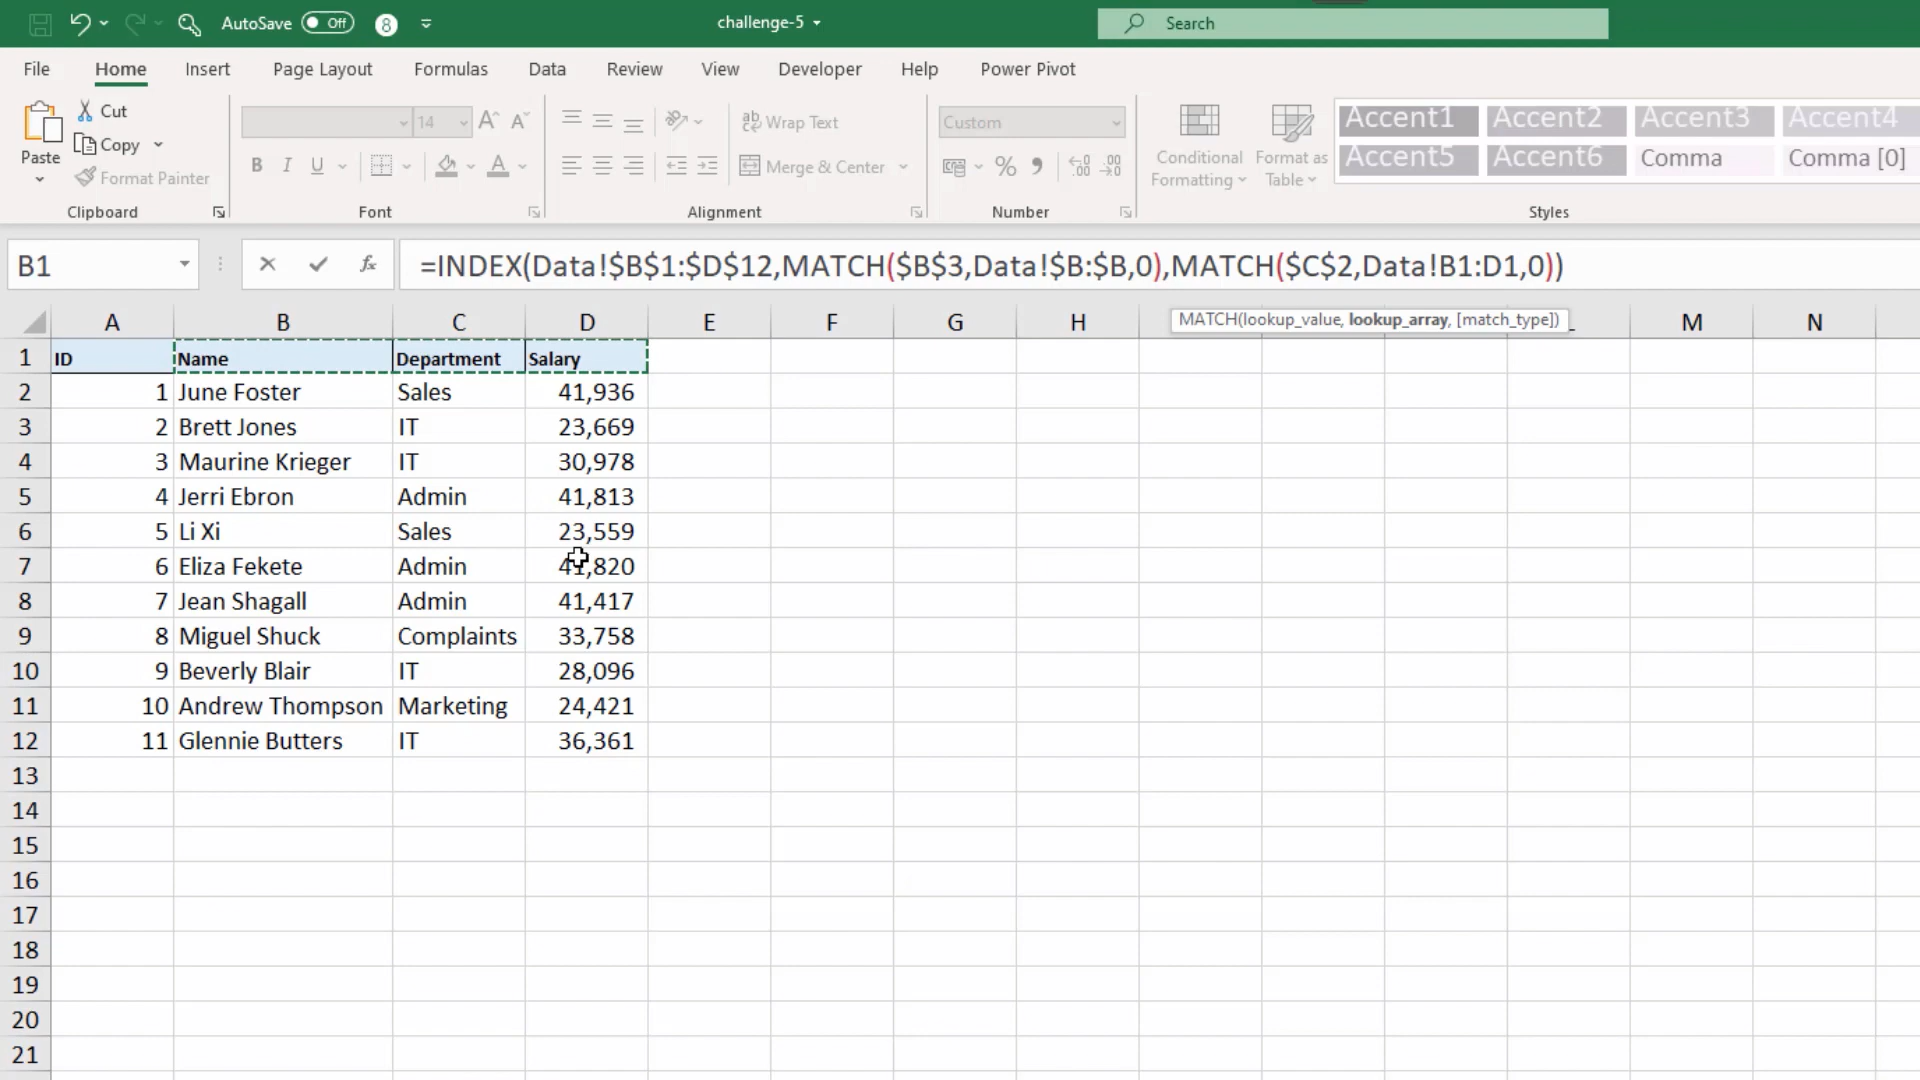 AutoSave Off 8 challenge-5 Search
File Home Insert Page Layout Formulas Data Review View Developer Help Power Pivot
Paste
Cut
Copy
Format Painter
Clipboard
14
A A
B I U
A
Font
ab Wrap Text
Merge & Center
Alignment
Custom
% 9
Number
Conditional
Formatting
Format as
Table
Accent1 Accent2 Accent3 Accent4
Accent5 Accent6 Comma Comma [0]
Styles
B1 fx =INDEX(Data!$B$1:$D$12,MATCH($B$3,Data!$B:$B,0),MATCH($C$2,Data!B1:D1,0))
MATCH(lookup_value, lookup_array, [match_type])
A B C D E F G H L M N
1 ID Name Department Salary
2 1 June Foster Sales 41,936
3 2 Brett Jones IT 23,669
4 3 Maurine Krieger IT 30,978
5 4 Jerri Ebron Admin 41,813
6 5 Li Xi Sales 23,559
7 6 Eliza Fekete Admin 41,820
8 7 Jean Shagall Admin 41,417
9 8 Miguel Shuck Complaints 33,758
10 9 Beverly Blair IT 28,096
11 10 Andrew Thompson Marketing 24,421
12 11 Glennie Butters IT 36,361
13
14
15
16
17
18
19
20
21